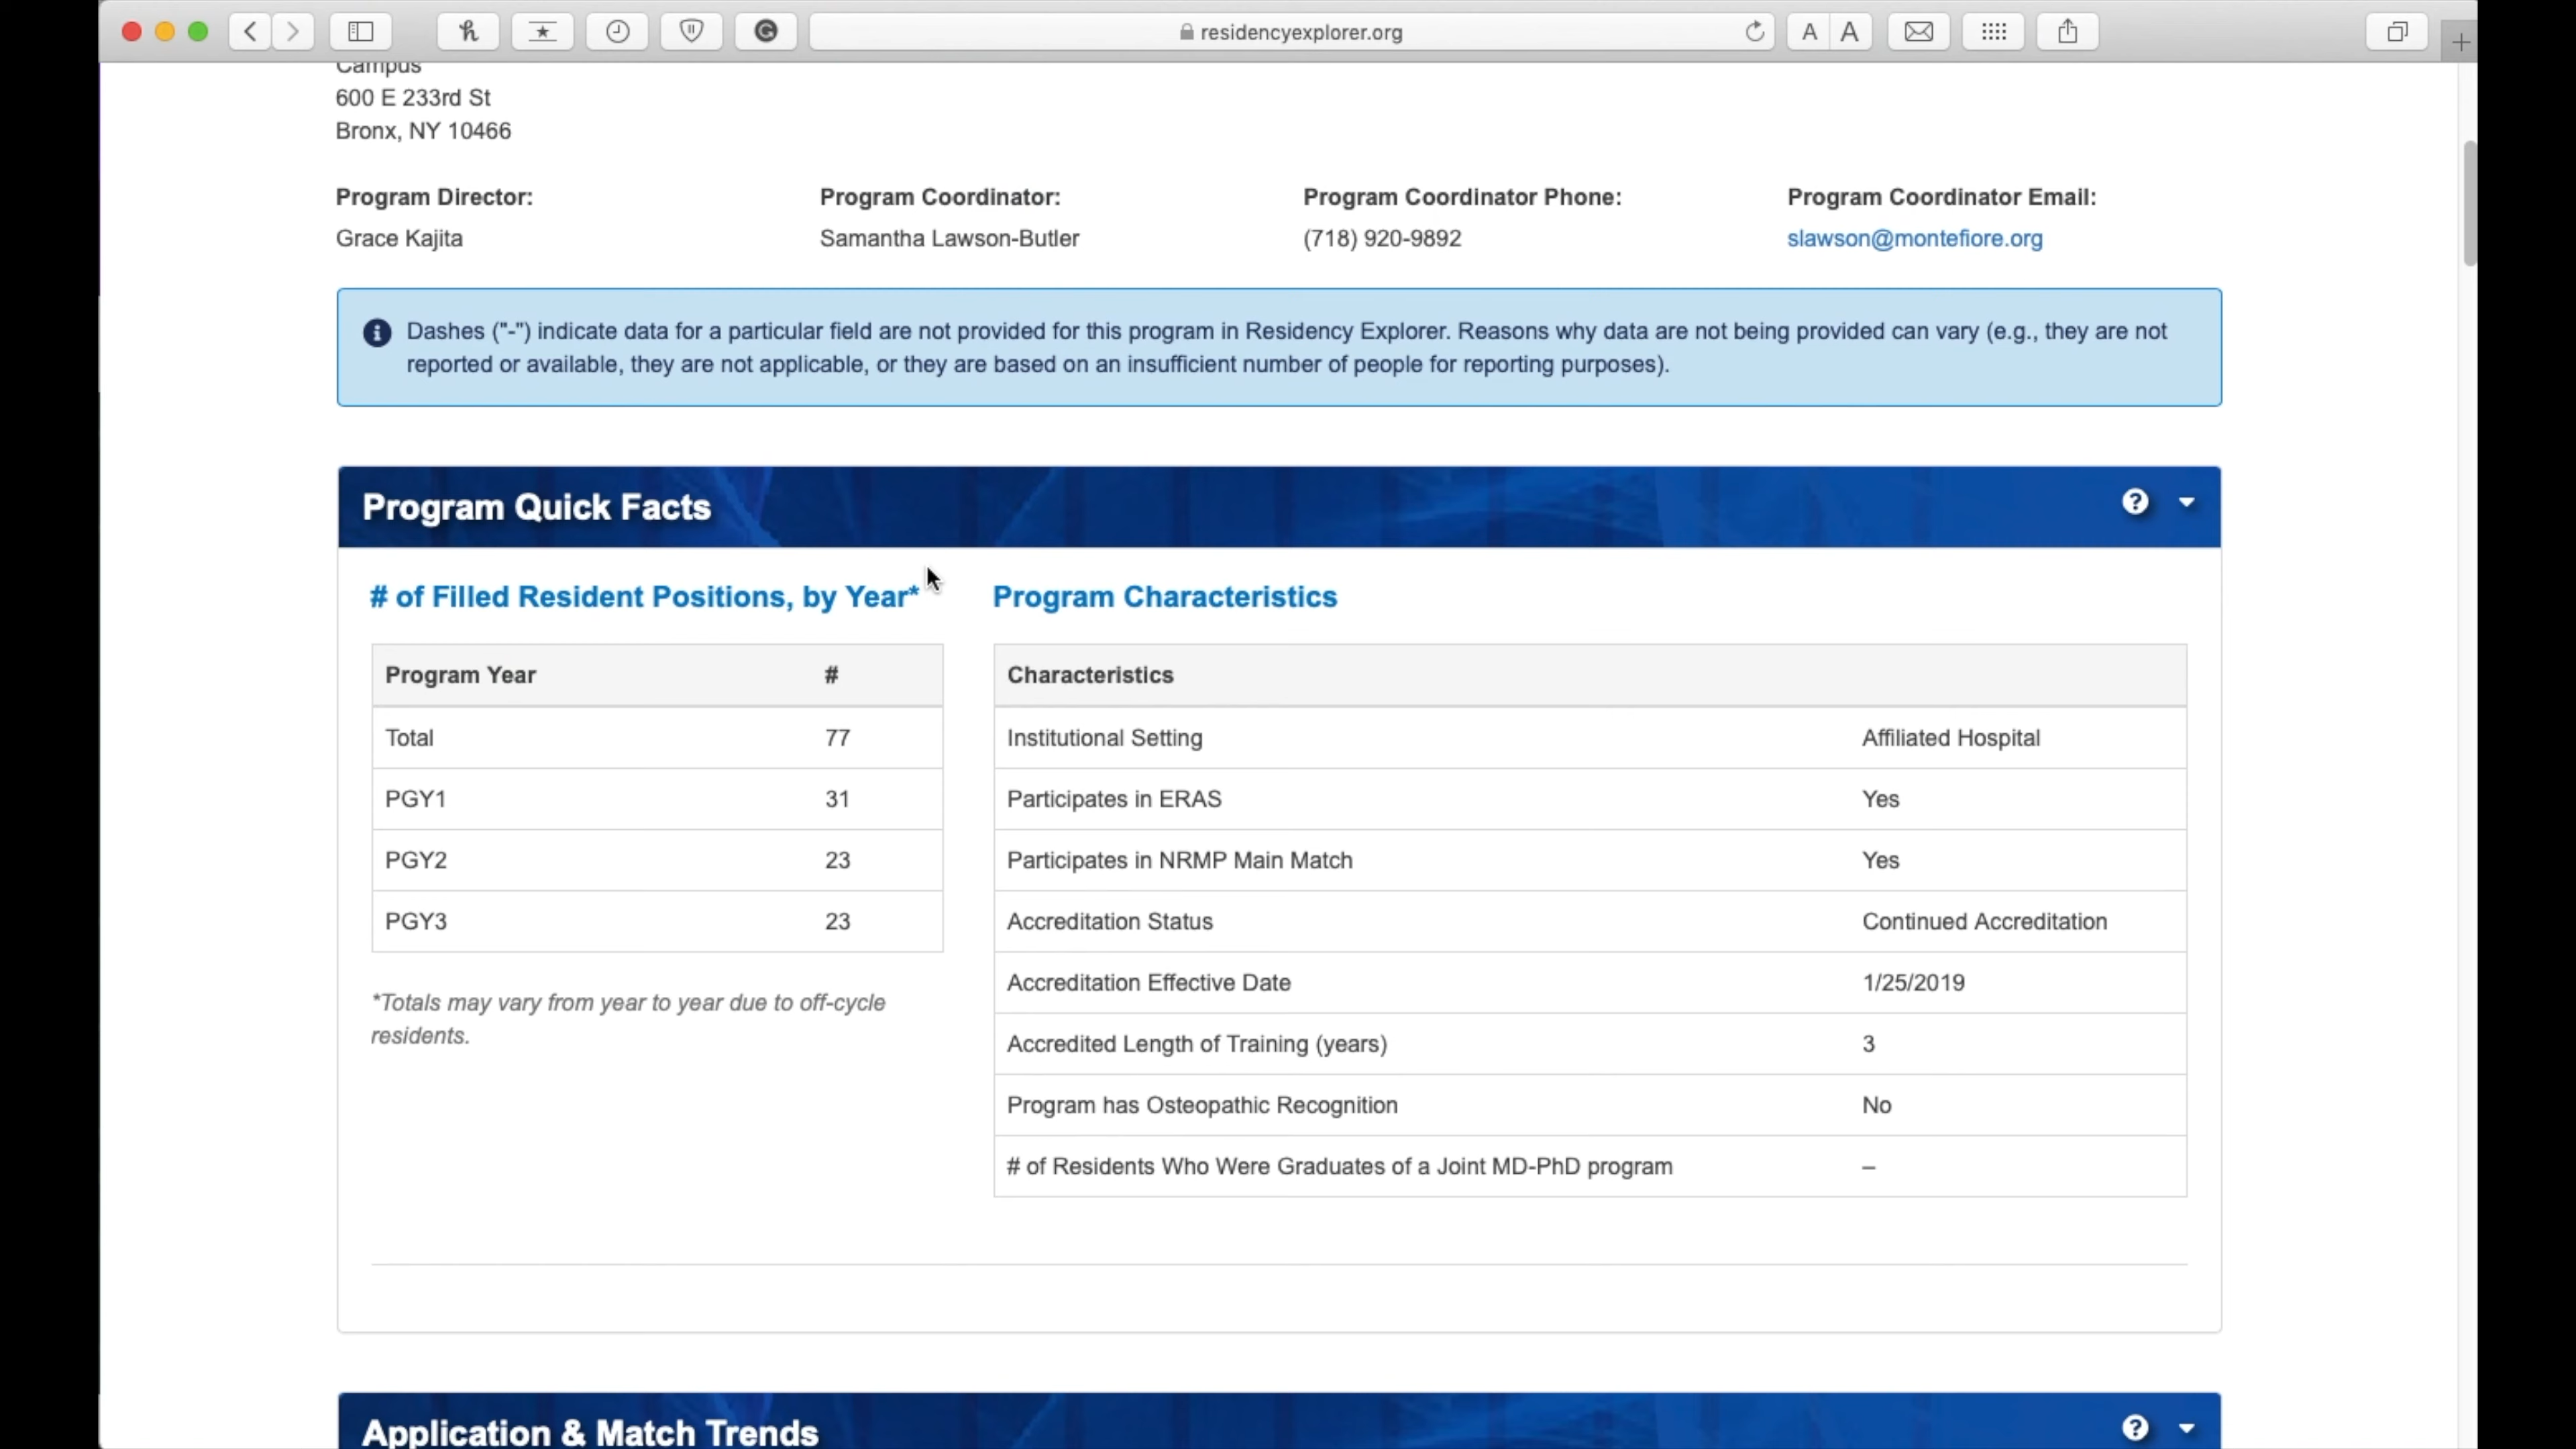 residencyexplorer.org
A A
Campus
600 E 233rd St
Bronx, NY 10466
Program Director:
Grace Kajita
Program Coordinator:
Samantha Lawson-Butler
Program Coordinator Phone:
(718) 920-9892
Program Coordinator Email:
slawson@montefiore.org
Dashes ("-") indicate data for a particular field are not provided for this program in Residency Explorer. Reasons why data are not being provided can vary (e.g., they are not
reported or available, they are not applicable, or they are based on an insufficient number of people for reporting purposes).
Program Quick Facts
# of Filled Resident Positions, by Year*
Program Year #
Total 77
PGY1 31
PGY2 23
PGY3 23
*Totals may vary from year to year due to off-cycle
residents.
Program Characteristics
Characteristics
Institutional Setting Affiliated Hospital
Participates in ERAS Yes
Participates in NRMP Main Match Yes
Accreditation Status Continued Accreditation
Accreditation Effective Date 1/25/2019
Accredited Length of Training (years) 3
Program has Osteopathic Recognition No
# of Residents Who Were Graduates of a Joint MD-PhD program –
Application & Match Trends